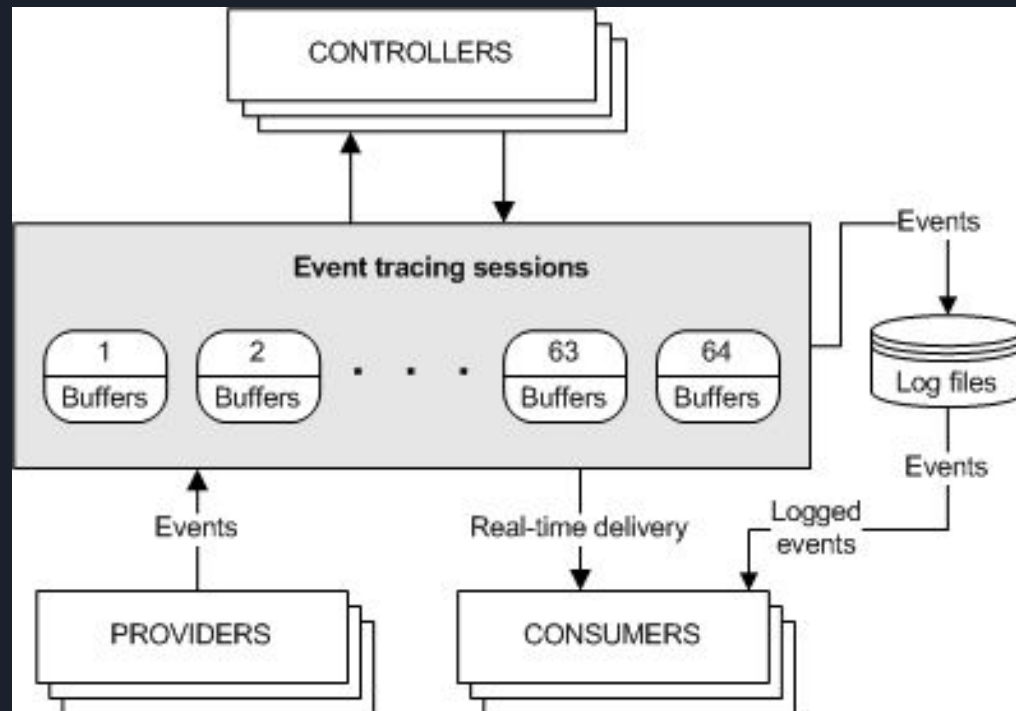 CONTROLLERS
Events
Event tracing sessions
1
2
63
64
Buffers
Buffers
. . .
Buffers
Buffers
Log files
Events
Events
Real-time delivery
Logged
events
PROVIDERS
CONSUMERS